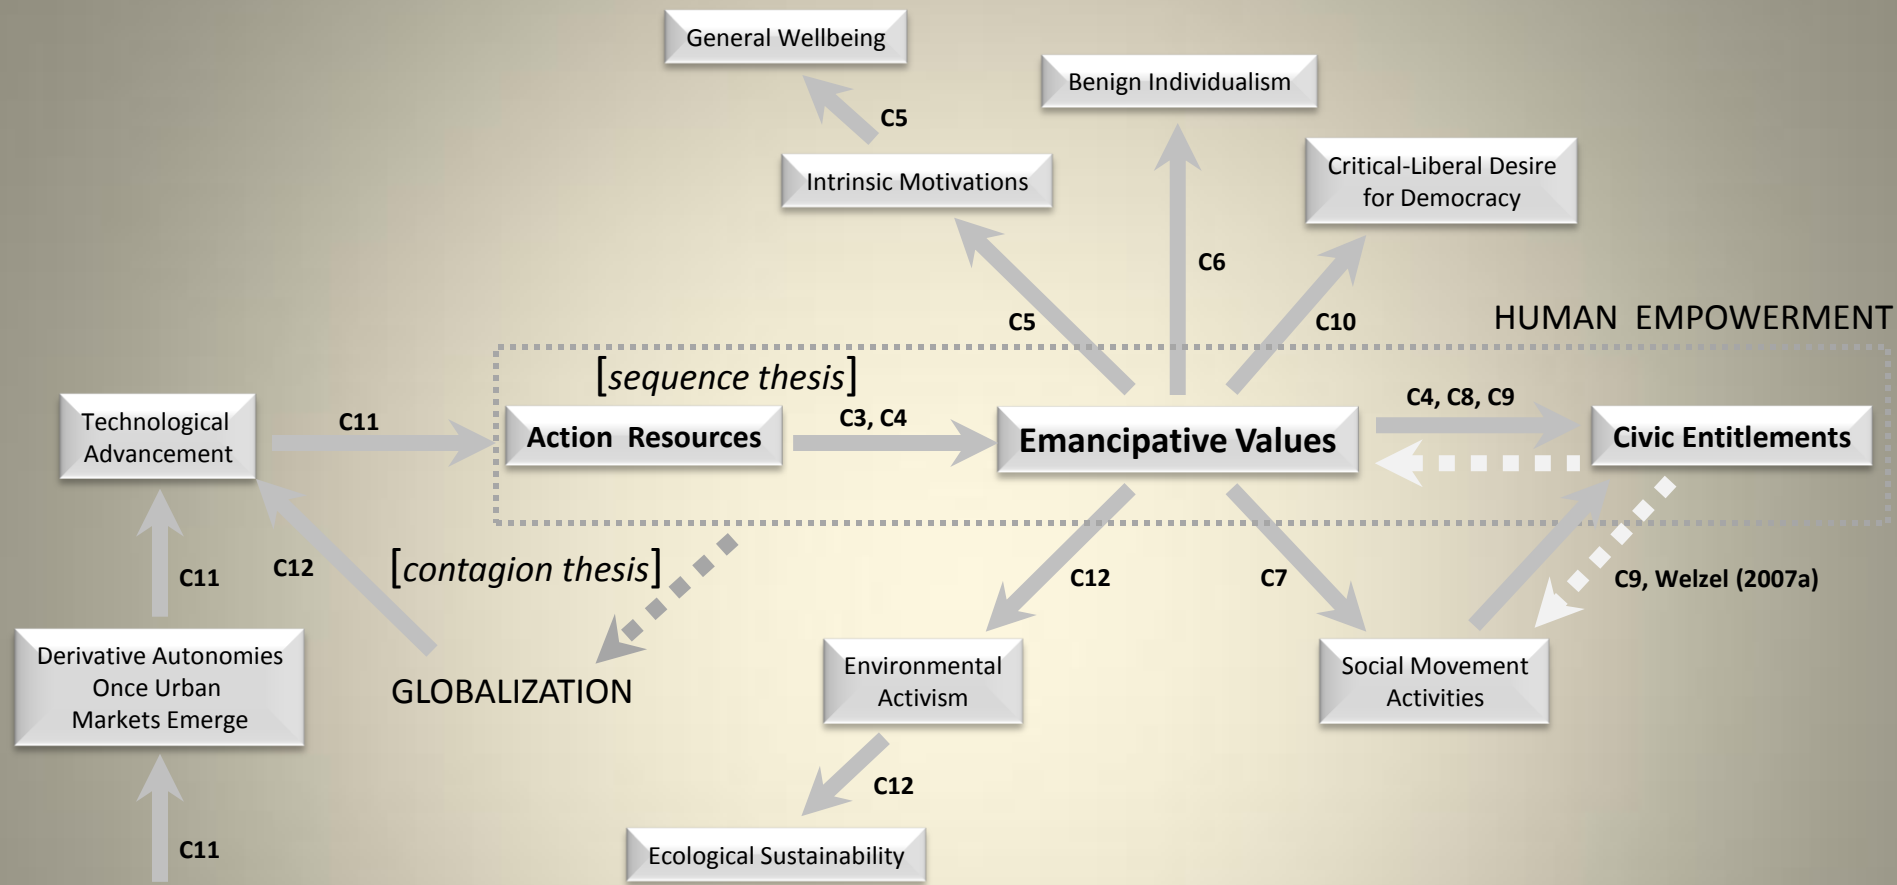 General Wellbeing
Benign Individualism
C5
Critical-Liberal Desire
for Democracy
Intrinsic Motivations
C6
C5
C10
HUMAN EMPOWERMENT
[sequence thesis]
Technological
Advancement
C11
Action Resources
C3, C4
Emancipative Values
C4, C8, C9
Civic Entitlements
C11
C12
[contagion thesis]
C12
C7
C9, Welzel (2007a)
Derivative Autonomies
Once Urban
Markets Emerge
GLOBALIZATION
Environmental
Activism
Social Movement
Activities
C12
C11
Ecological Sustainability